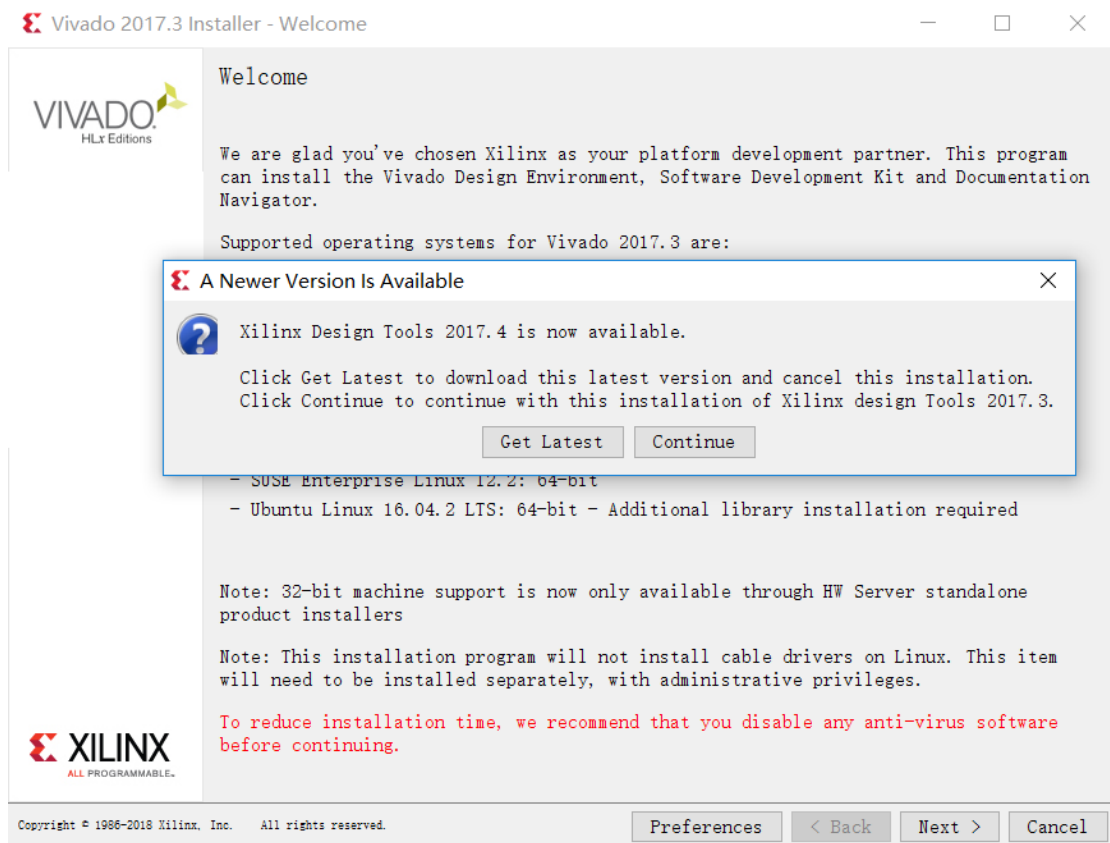 Vivado 2017.3 Installer - Welcome
VIVADO.
HLx Editions
Welcome
We are glad you've chosen Xilinx as your platform development partner. This program
can install the Vivado Design Environment, Software Development Kit and Documentation
Navigator.
Supported operating systems for Vivado 2017.3 are:
A Newer Version Is Available
Xilinx Design Tools 2017.4 is now available.
Click Get Latest to download this latest version and cancel this installation.
Click Continue to continue with this installation of Xilinx design Tools 2017.3.
Get Latest
Continue
- SUSE Enterprise Linux 12.2: 64-bit
- Ubuntu Linux 16.04.2 LTS: 64-bit - Additional library installation required
Note: 32-bit machine support is now only available through HW Server standalone
product installers
Note: This installation program will not install cable drivers on Linux. This item
will need to be installed separately, with administrative privileges.
To reduce installation time, we recommend that you disable any anti-virus software
before continuing.
XILINX
ALL PROGRAMMABLE.
Copyright © 1986-2018 Xilinx, Inc. All rights reserved.
Preferences
< Back
Next >
Cancel